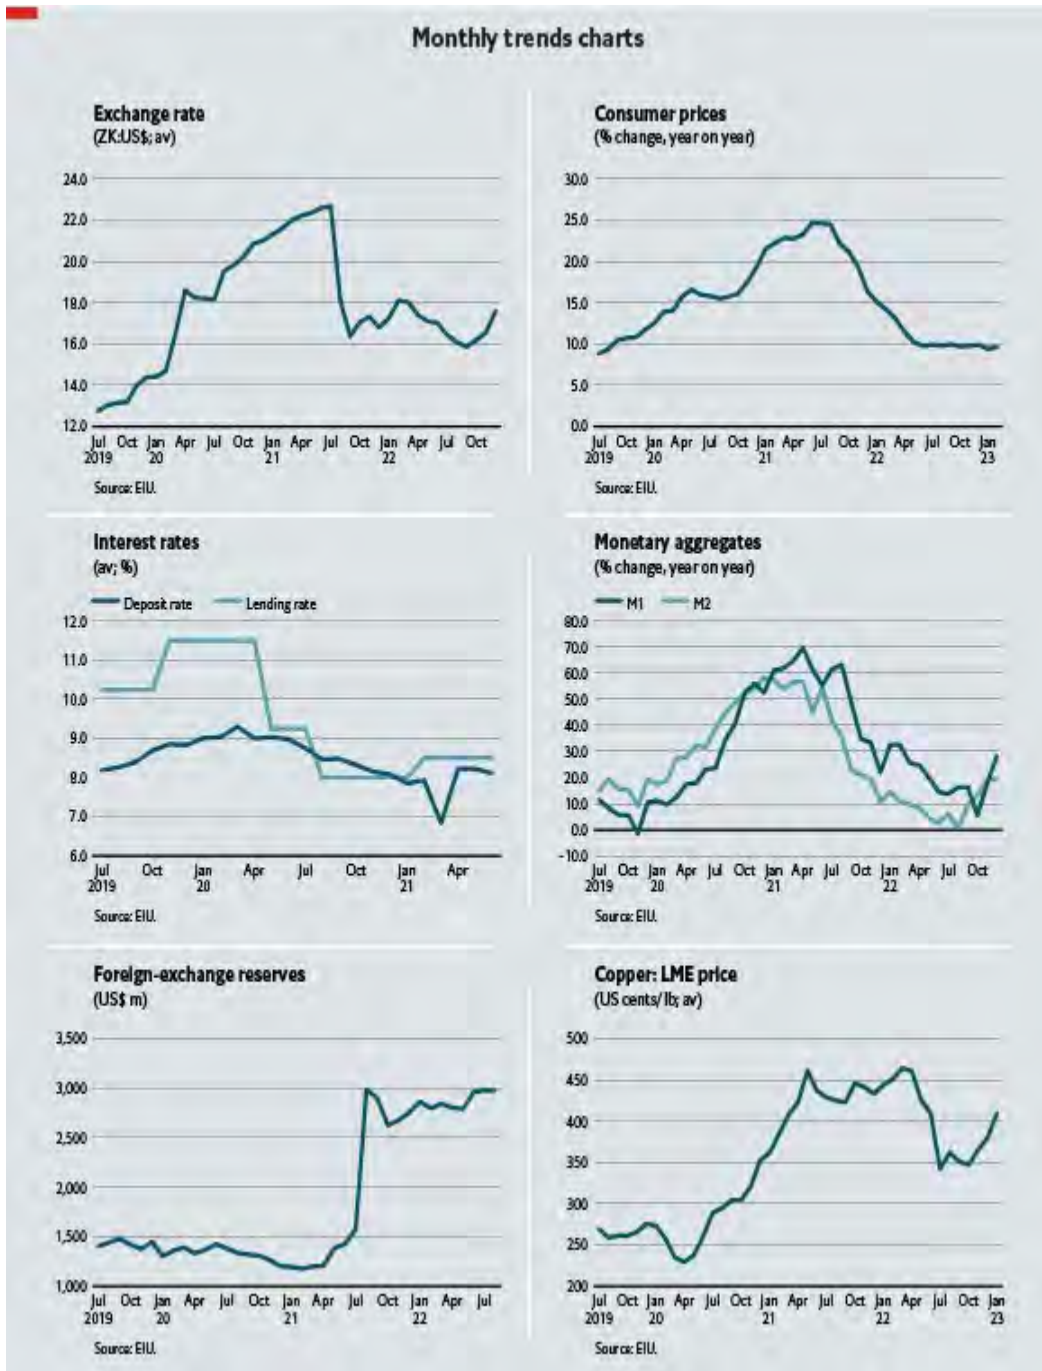 Monthly trends charts
Exchange rate
(ZK:US$; av)
24.0
22.0
20.0
18.0
16.0
14.0
12.0
Jul Oct Jan Apr Jul Oct Jan Apr Jul Oct Jan Apr Jul Oct
2019 20 21 22
Source: EIU.
Consumer prices
(% change, year on year)
30.0
25.0
20.0
15.0
10.0
5.0
0.0
Jul Oct Jan Apr Jul Oct Jan Apr Jul Oct Jan Apr Jul Oct Jan
2019 20 21 22 23
Source: EIU.
Interest rates
(av; %)
Deposit rate Lending rate
12.0
11.0
10.0
9.0
8.0
7.0
6.0
Jul Oct Jan Apr Jul Oct Jan Apr
2019 20 21
Source: EIU.
Monetary aggregates
(% change, year on year)
M1 M2
80.0
70.0
60.0
50.0
40.0
30.0
20.0
10.0
0.0
-10.0
Jul Oct Jan Apr Jul Oct Jan Apr Jul Oct Jan Apr Jul Oct
2019 20 21 22
Source: EIU.
Foreign-exchange reserves
(US$ m)
3,500
3,000
2,500
2,000
1,500
1,000
Jul Oct Jan Apr Jul Oct Jan Apr Jul Oct Jan Apr Jul
2019 20 21 22
Source: EIU.
Copper: LME price
(US cents/lb; av)
500
450
400
350
300
250
200
Jul Oct Jan Apr Jul Oct Jan Apr Jul Oct Jan Apr Jul Oct Jan
2019 20 21 22 23
Source: EIU.